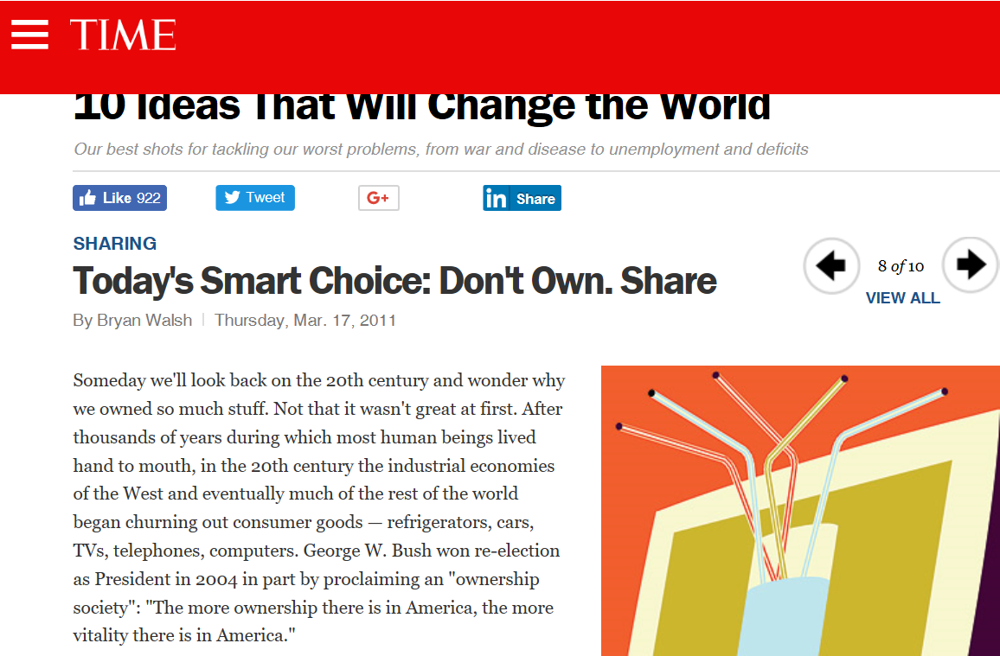 TIME
10 Ideas That Will Change the World
Our best shots for tackling our worst problems, from war and disease to unemployment and deficits
Like 922
Tweet
G+
in Share
SHARING
Today's Smart Choice: Don't Own. Share
8 of 10
VIEW ALL
By Bryan Walsh | Thursday, Mar. 17, 2011
Someday we'll look back on the 20th century and wonder why
we owned so much stuff. Not that it wasn't great at first. After
thousands of years during which most human beings lived
hand to mouth, in the 20th century the industrial economies
of the West and eventually much of the rest of the world
began churning out consumer goods — refrigerators, cars,
TVs, telephones, computers. George W. Bush won re-election
as President in 2004 in part by proclaiming an "ownership
society": "The more ownership there is in America, the more
vitality there is in America."